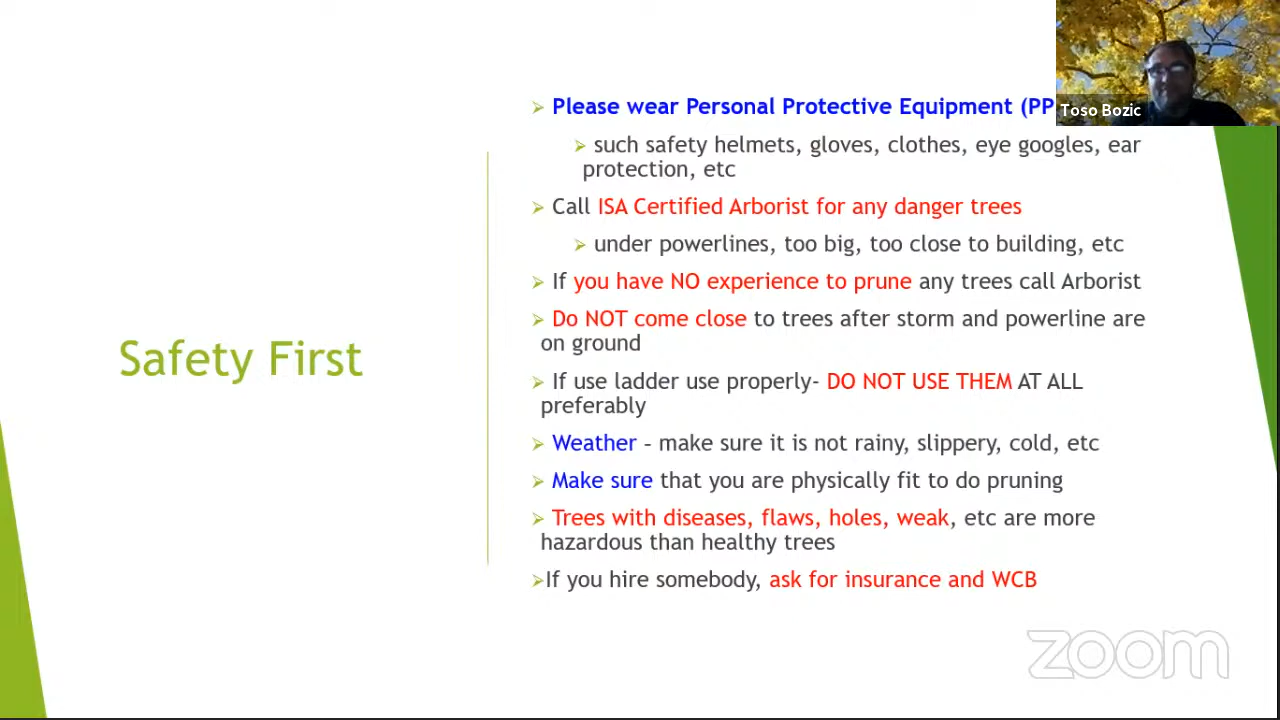 Please wear Personal Protective Equipment (PP
Toso Bozic
such safety helmets, gloves, clothes, eye googles, ear
protection, etc
Call ISA Certified Arborist for any danger trees
under powerlines, too big, too close to building, etc
If you have NO experience to prune any trees call Arborist
Do NOT come close to trees after storm and powerline are
on ground
Safety First
If use ladder use properly- DO NOT USE THEM AT ALL
preferably
Weather – make sure it is not rainy, slippery, cold, etc
Make sure that you are physically fit to do pruning
Trees with diseases, flaws, holes, weak, etc are more
hazardous than healthy trees
If you hire somebody, ask for insurance and WCB
zoom